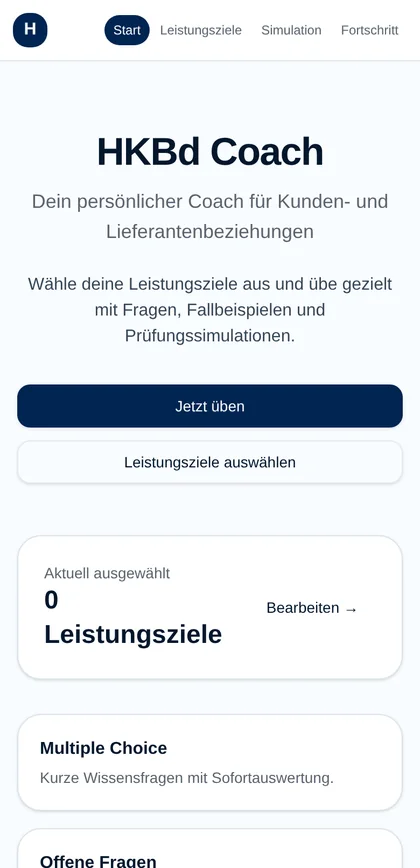 H
Start Leistungsziele Simulation Fortschritt
HKBd Coach
Dein persönlicher Coach für Kunden- und
Lieferantenbeziehungen
Wähle deine Leistungsziele aus und übe gezielt
mit Fragen, Fallbeispielen und
Prüfungssimulationen.
Jetzt üben
Leistungsziele auswählen
Aktuell ausgewählt
0
Leistungsziele
Bearbeiten →
Multiple Choice
Kurze Wissensfragen mit Sofortauswertung.
Offene Fragen